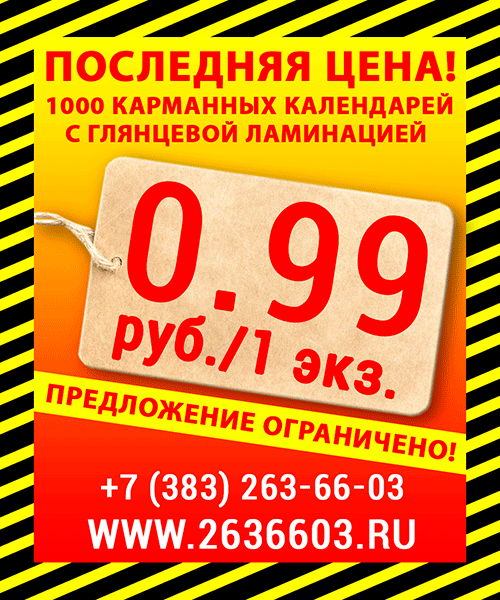 ПОСЛЕДНЯЯ ЦЕНА!
1000 КАРМАННЫХ КАЛЕНДАРЕЙ
С ГЛЯНЦЕВОЙ ЛАМИНАЦИЕЙ
0.99
руб./1 экз.
ПРЕДЛОЖЕНИЕ ОГРАНИЧЕНО!
+7 (383) 263-66-03
WWW.2636603.RU